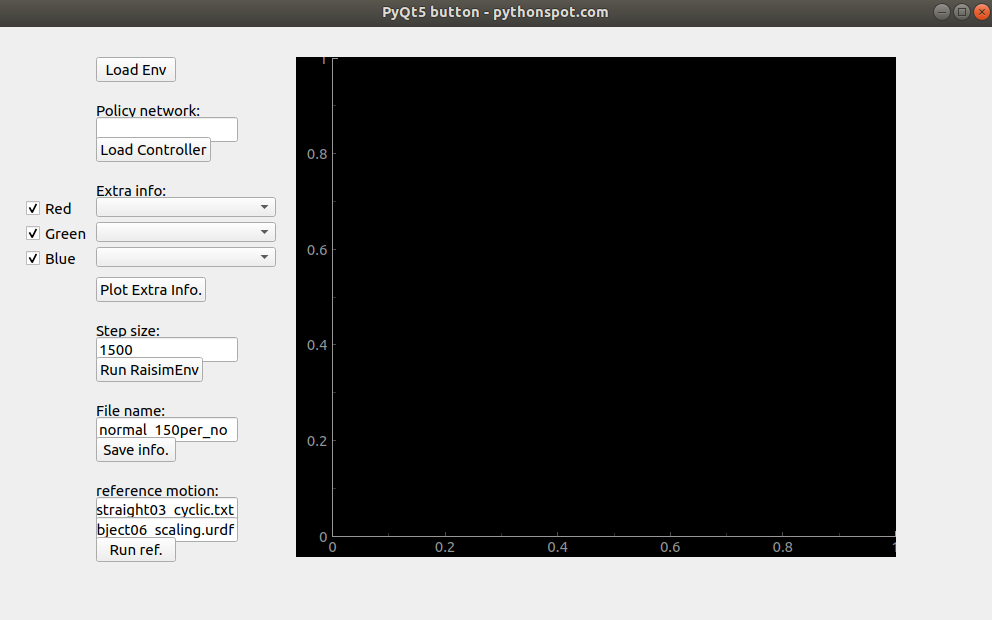 PyQt5 button - pythonspot.com
Load Env
Policy network:
Load Controller
Extra info:
Red
Green
Blue
Plot Extra Info.
Step size:
1500
Run RaisimEnv
File name:
normal_150per_no
Save info.
reference motion:
straight03_cyclic.txt
bject06_scaling.urdf
Run ref.
1
0.8
0.6
0.4
0.2
0
0 0.2 0.4 0.6 0.8 1